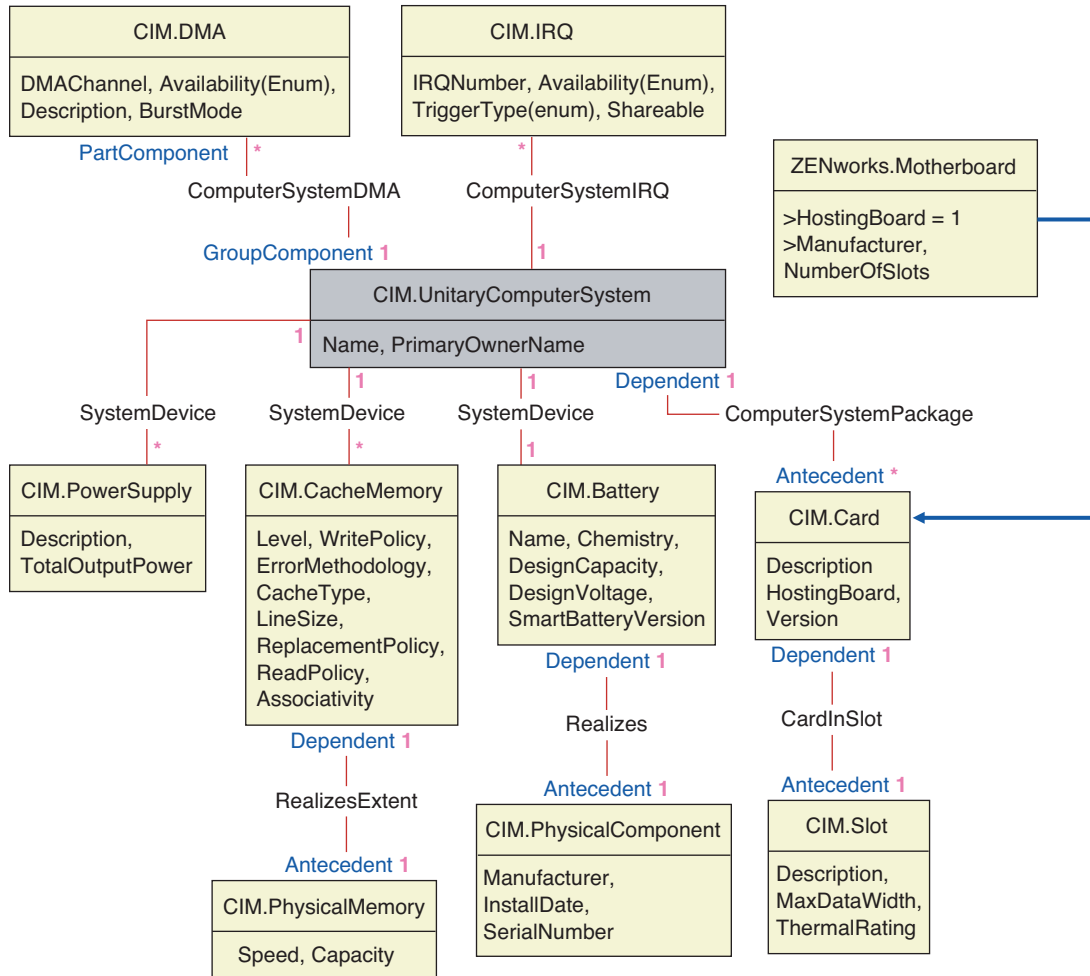 CIM.DMA
DMAChannel, Availability(Enum),
Description, BurstMode
CIM.IRQ
IRQNumber, Availability(Enum),
TriggerType(enum), Shareable
PartComponent *
ComputerSystemDMA
GroupComponent 1
*
ComputerSystemIRQ
1
ZENworks.Motherboard
>HostingBoard = 1
>Manufacturer,
NumberOfSlots
CIM.UnitaryComputerSystem
Name, PrimaryOwnerName
1
SystemDevice
*
1
SystemDevice
*
1
SystemDevice
1
Dependent 1
ComputerSystemPackage
Antecedent *
CIM.PowerSupply
Description,
TotalOutputPower
CIM.CacheMemory
Level, WritePolicy,
ErrorMethodology,
CacheType,
LineSize,
ReplacementPolicy,
ReadPolicy,
Associativity
CIM.Battery
Name, Chemistry,
DesignCapacity,
DesignVoltage,
SmartBatteryVersion
CIM.Card
Description
HostingBoard,
Version
Dependent 1
RealizesExtent
Antecedent 1
Dependent 1
Realizes
Antecedent 1
Dependent 1
CardInSlot
Antecedent 1
CIM.PhysicalMemory
Speed, Capacity
CIM.PhysicalComponent
Manufacturer,
InstallDate,
SerialNumber
CIM.Slot
Description,
MaxDataWidth,
ThermalRating